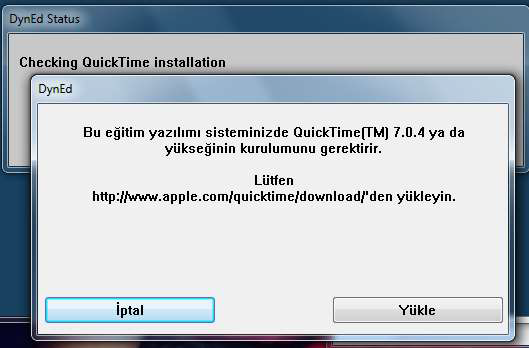 DynEd Status
Checking QuickTime installation
DynEd
Bu eğitim yazılımı sisteminizde QuickTime(TM) 7.0.4 ya da
yükseğinin kurulumunu gerektirir.
Lütfen
http://www.apple.com/quicktime/download/'den yükleyin.
İptal
Yükle